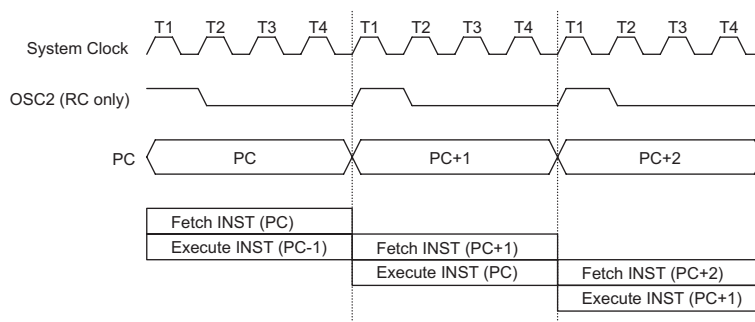 T1 T2 T3 T4 T1 T2 T3 T4 T1 T2 T3 T4
System Clock
OSC2 (RC only)
PC PC PC+1 PC+2
Fetch INST (PC)
Execute INST (PC-1) Fetch INST (PC+1)
Execute INST (PC) Fetch INST (PC+2)
Execute INST (PC+1)